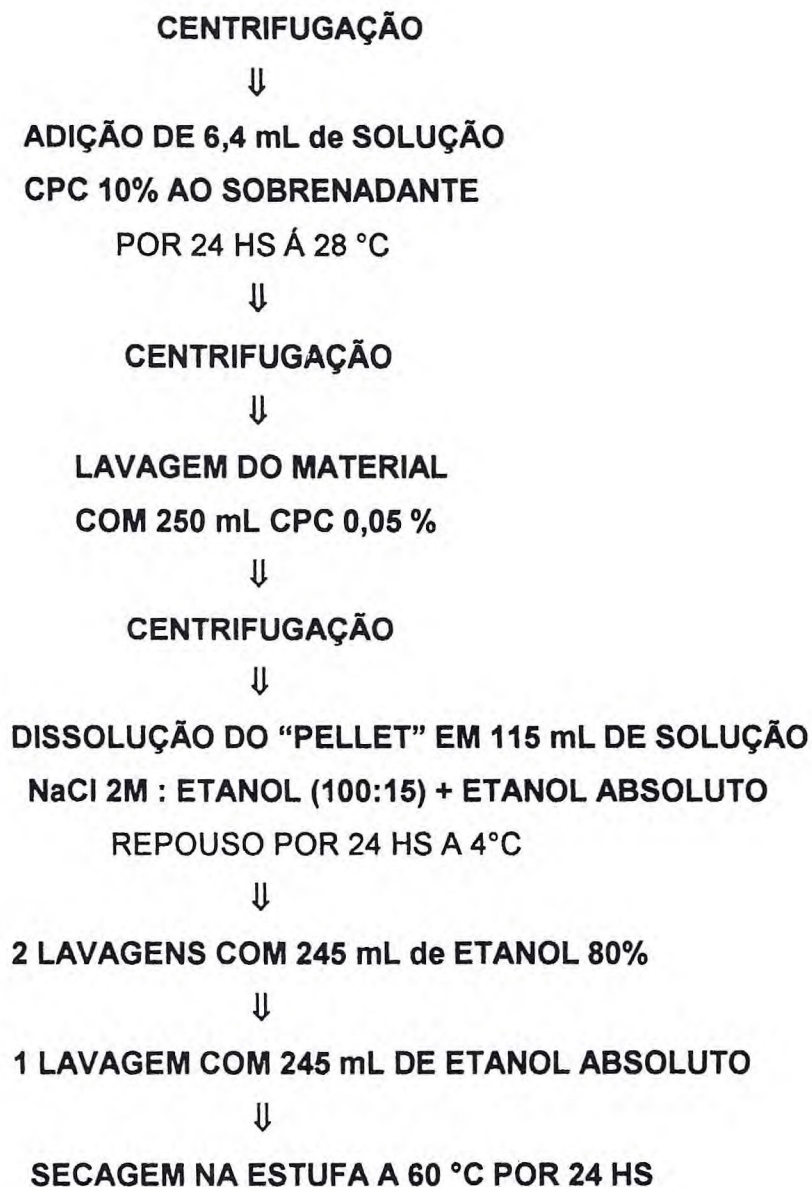 CENTRIFUGAÇÃO
⇓
ADIÇÃO DE 6,4 mL de SOLUÇÃO
CPC 10% AO SOBRENADANTE
POR 24 HS Á 28 °C
⇓
CENTRIFUGAÇÃO
⇓
LAVAGEM DO MATERIAL
COM 250 mL CPC 0,05 %
⇓
CENTRIFUGAÇÃO
⇓
DISSOLUÇÃO DO “PELLET” EM 115 mL DE SOLUÇÃO
NaCl 2M : ETANOL (100:15) + ETANOL ABSOLUTO
REPOUSO POR 24 HS A 4°C
⇓
2 LAVAGENS COM 245 mL de ETANOL 80%
⇓
1 LAVAGEM COM 245 mL DE ETANOL ABSOLUTO
⇓
SECAGEM NA ESTUFA A 60 °C POR 24 HS